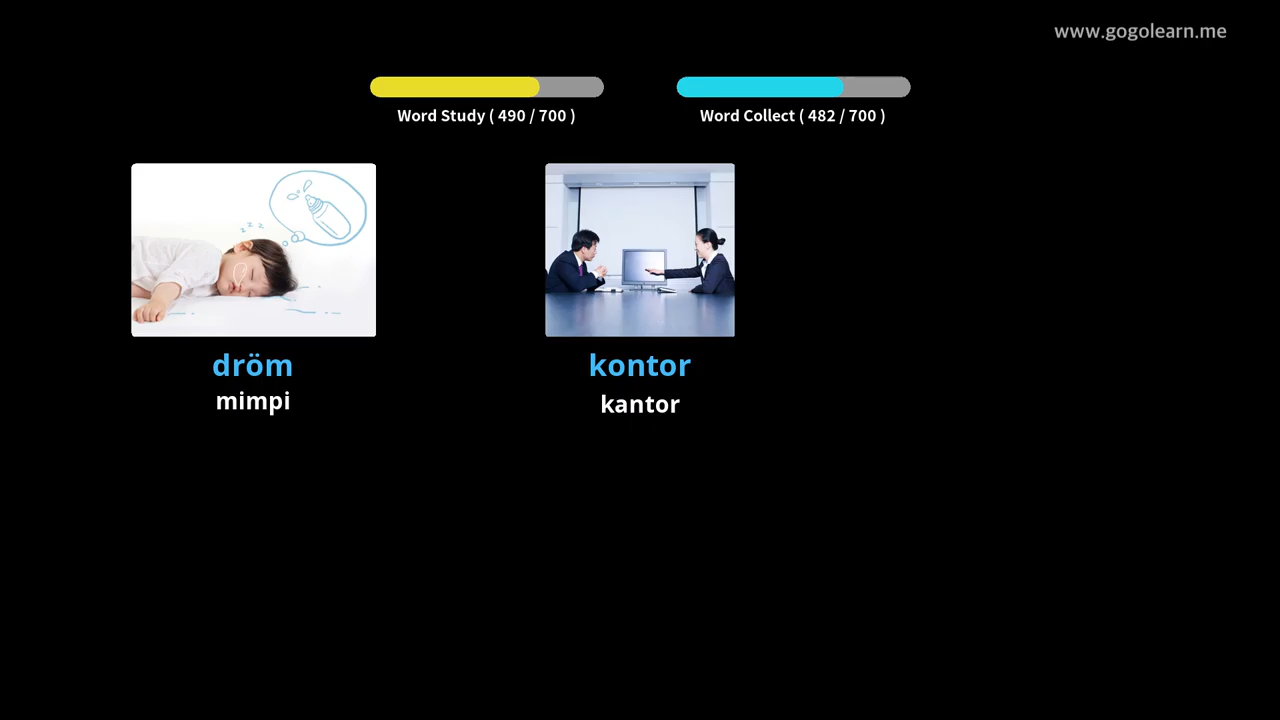 www.gogolearn.me
Word Study ( 490 / 700 )
Word Collect ( 482 / 700 )
z z z
dröm
mimpi
kontor
kantor